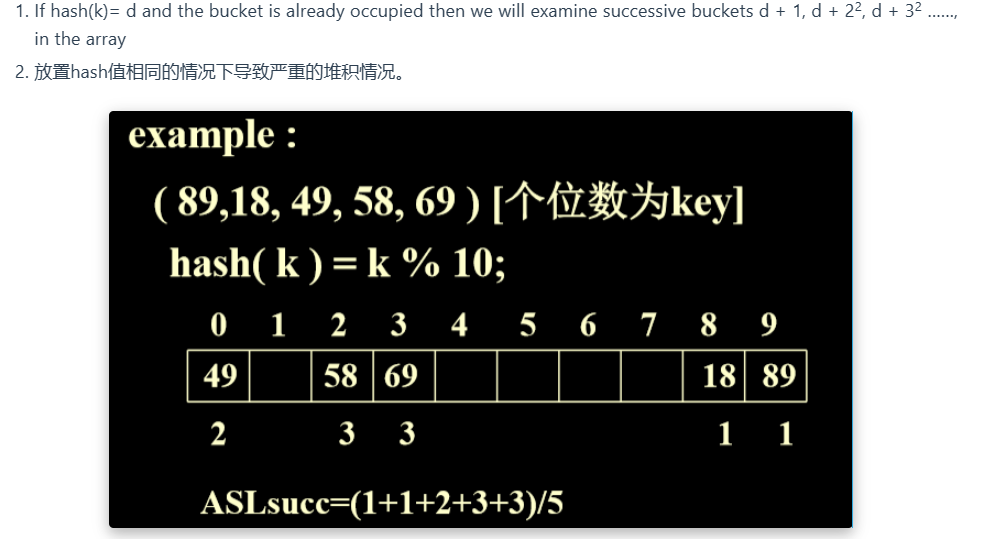 1. If hash(k)= d and the bucket is already occupied then we will examine successive buckets d + 1, d + 2², d + 3² ......,
in the array
2. 放置hash值相同的情况下导致严重的堆积情况。
example :
( 89,18, 49, 58, 69 ) [个位数为key]
hash( k ) = k % 10;
0 1 2 3 4 5 6 7 8 9
49 58 69 18 89
2 3 3 1 1
ASLsucc=(1+1+2+3+3)/5